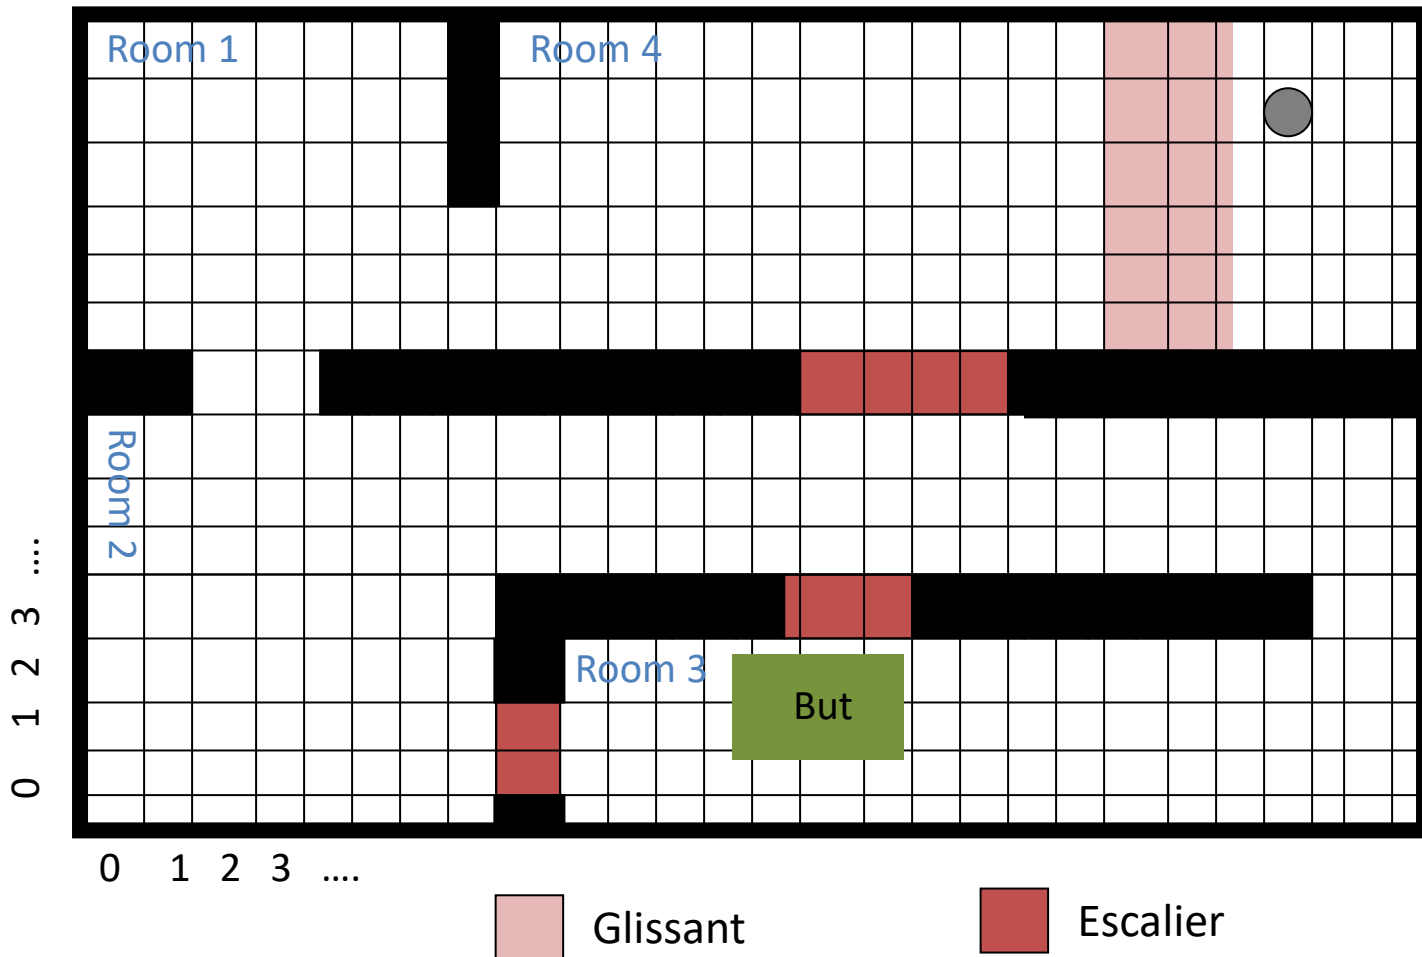 Room 1
Room 4
Room 2
Room 3
But
....
3
2
1
0
0 1 2 3 ....
Glissant
Escalier